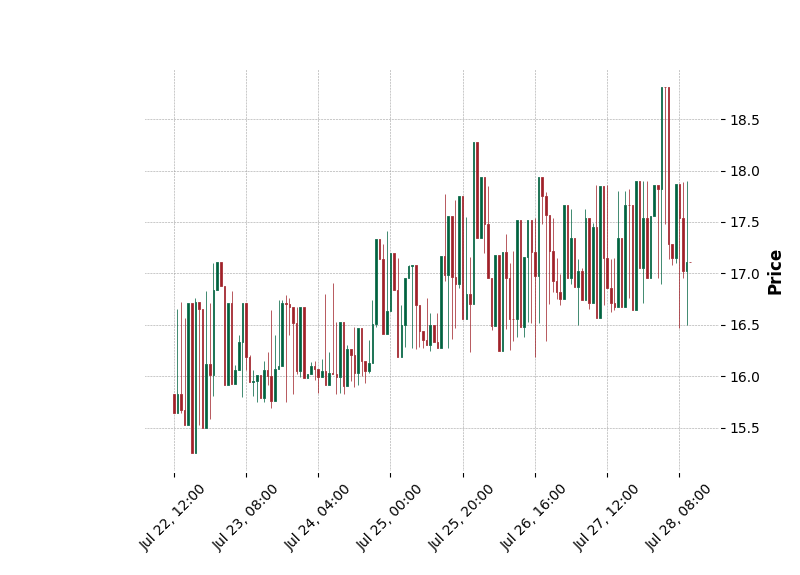 18.5
18.0
17.5
17.0
16.5
16.0
15.5
Price
Jul 22, 12:00
Jul 23, 08:00
Jul 24, 04:00
Jul 25, 00:00
Jul 25, 20:00
Jul 26, 16:00
Jul 27, 12:00
Jul 28, 08:00